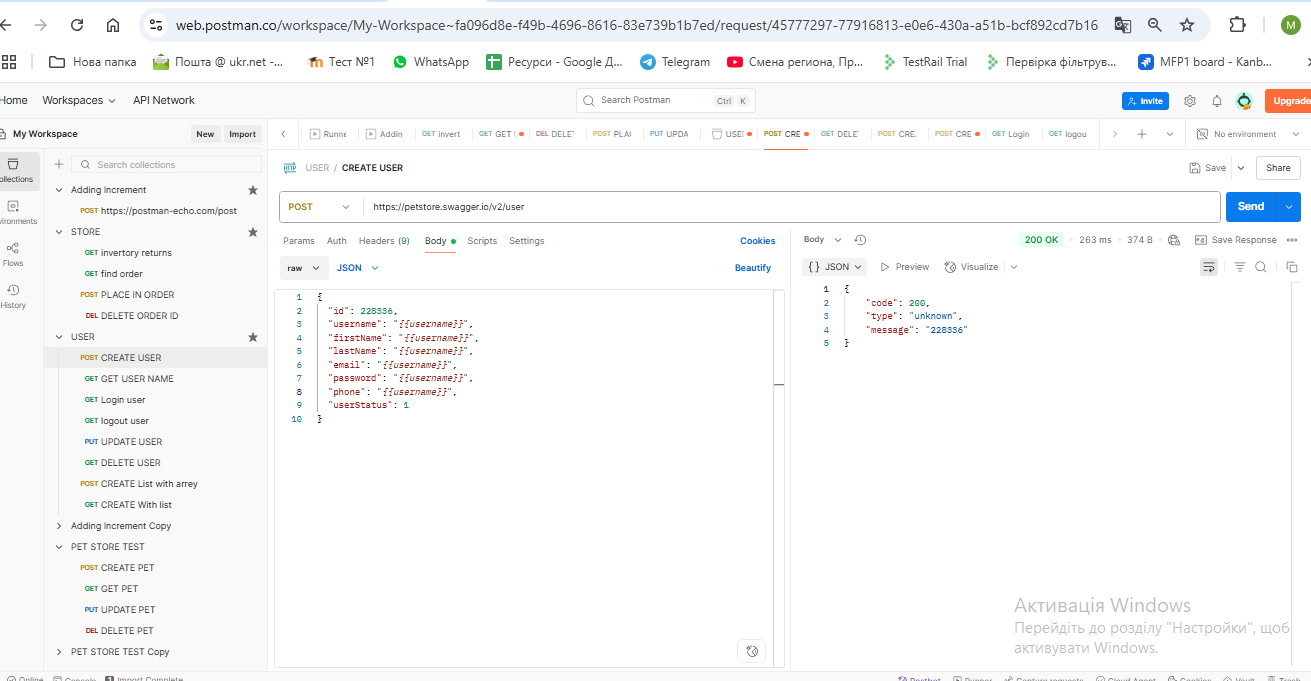 web.postman.co/workspace/My-Workspace~fa096d8e-f49b-4696-8616-83e739b1b7ed/request/45777297-77916813-e0e6-430a-a51b-bcf892cd7b16 M
Нова папка Пошта @ ukr.net -... Тест №1 WhatsApp Ресурси - Google Д... Telegram Смена региона, Пр... TestRail Trial Первірка фільтрув... MFP1 board - Kanb...
Home Workspaces API Network Search Postman Ctrl K Invite Upgrade
My Workspace New Import Runne Addin GET invert GET GET DEL DELET POST PLAC PUT UPDA USER POST CRE GET DELE POST CRE. POST CRE GET Login GET logou No environment
Search collections
Adding Increment
POST https://postman-echo.com/post
STORE
GET invertory returns
GET find order
POST PLACE IN ORDER
DEL DELETE ORDER ID
USER
POST CREATE USER
GET GET USER NAME
GET Login user
GET logout user
PUT UPDATE USER
GET DELETE USER
POST CREATE List with arrey
GET CREATE With list
Adding Increment Copy
PET STORE TEST
POST CREATE PET
GET GET PET
PUT UPDATE PET
DEL DELETE PET
PET STORE TEST Copy
ollections
vironments
Flows
History
HTTP USER / CREATE USER Save Share
POST https://petstore.swagger.io/v2/user Send
Params Auth Headers (9) Body Scripts Settings Cookies
raw JSON Beautify
1 {
2 "id": 228336,
3 "username": "{{username}}",
4 "firstName": "{{username}}",
5 "lastName": "{{username}}",
6 "email": "{{username}}",
7 "password": "{{username}}",
8 "phone": "{{username}}",
9 "userStatus": 1
10 }
Body 200 OK 263 ms 374 B Save Response
{} JSON Preview Visualize
1 {
2 "code": 200,
3 "type": "unknown",
4 "message": "228336"
5 }
Активація Windows
Перейдіть до розділу "Настройки", щоб
активувати Windows.
Online Console Import Complete Postbot Runner Capture requests Cloud Agent Cookies Vault Trash